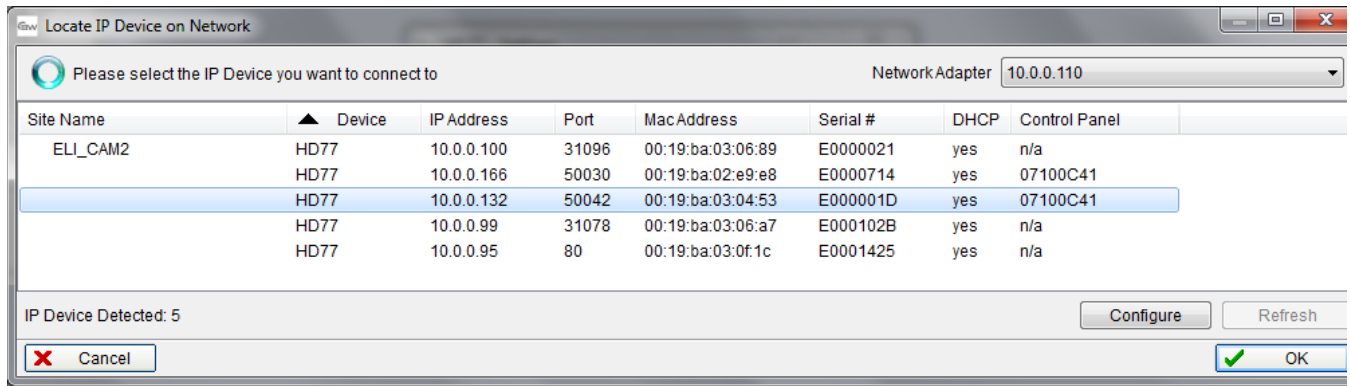 Locate IP Device on Network
Please select the IP Device you want to connect to Network Adapter 10.0.0.110
Site Name Device IP Address Port Mac Address Serial # DHCP Control Panel
ELI_CAM2 HD77 10.0.0.100 31096 00:19:ba:03:06:89 E0000021 yes n/a
HD77 10.0.0.166 50030 00:19:ba:02:e9:e8 E0000714 yes 07100C41
HD77 10.0.0.132 50042 00:19:ba:03:04:53 E000001D yes 07100C41
HD77 10.0.0.99 31078 00:19:ba:03:06:a7 E000102B yes n/a
HD77 10.0.0.95 80 00:19:ba:03:0f:1c E0001425 yes n/a
IP Device Detected: 5 Configure Refresh
Cancel OK